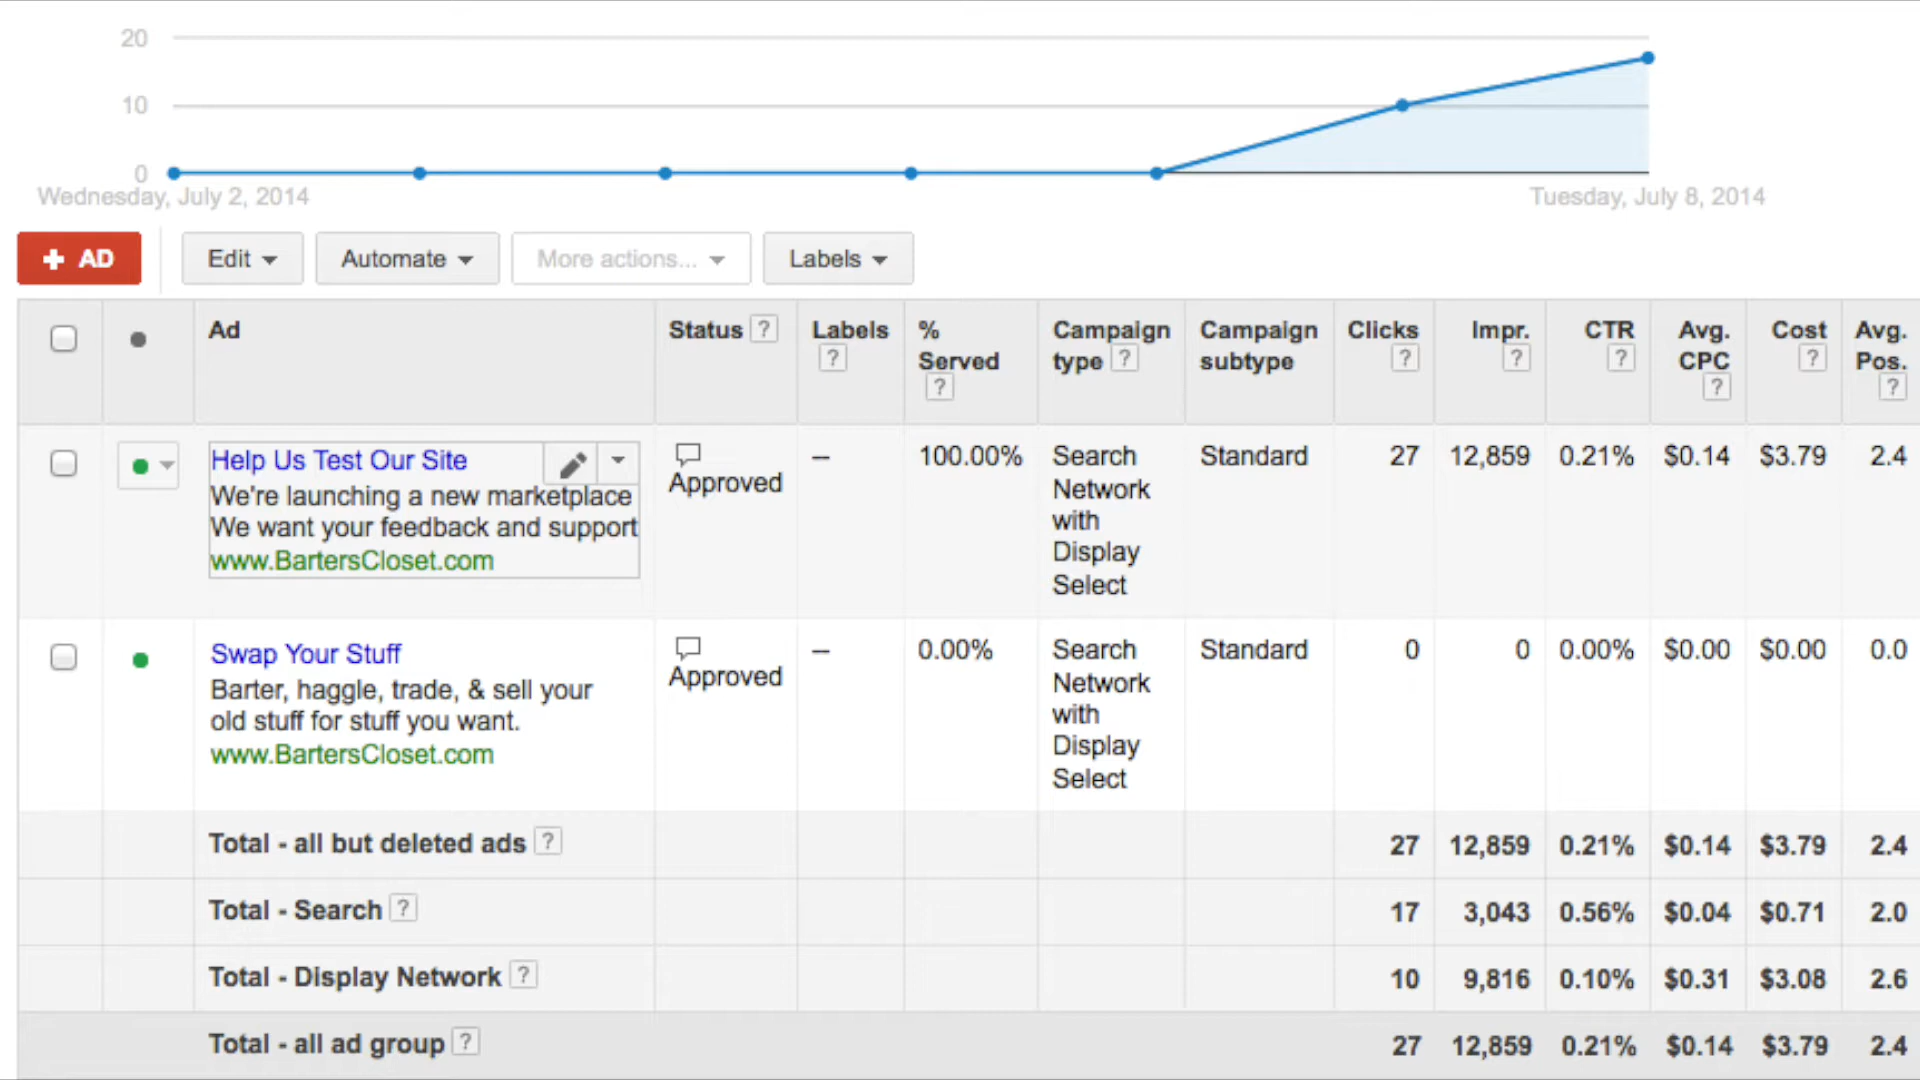 20
10
0
Wednesday, July 2, 2014 Tuesday, July 8, 2014
+ AD Edit Automate More actions... Labels
Ad Status ? Labels ? % Served ? Campaign type ? Campaign subtype Clicks ? Impr. ? CTR ? Avg. CPC ? Cost ? Avg. Pos. ?
Help Us Test Our Site
We're launching a new marketplace
We want your feedback and support
www.BartersCloset.com
Approved
–
100.00%
Search
Network
with
Display
Select
Standard
27 12,859 0.21% $0.14 $3.79 2.4
Swap Your Stuff
Barter, haggle, trade, & sell your
old stuff for stuff you want.
www.BartersCloset.com
Approved
–
0.00%
Search
Network
with
Display
Select
Standard
0 0 0.00% $0.00 $0.00 0.0
Total - all but deleted ads ? 27 12,859 0.21% $0.14 $3.79 2.4
Total - Search ? 17 3,043 0.56% $0.04 $0.71 2.0
Total - Display Network ? 10 9,816 0.10% $0.31 $3.08 2.6
Total - all ad group ? 27 12,859 0.21% $0.14 $3.79 2.4